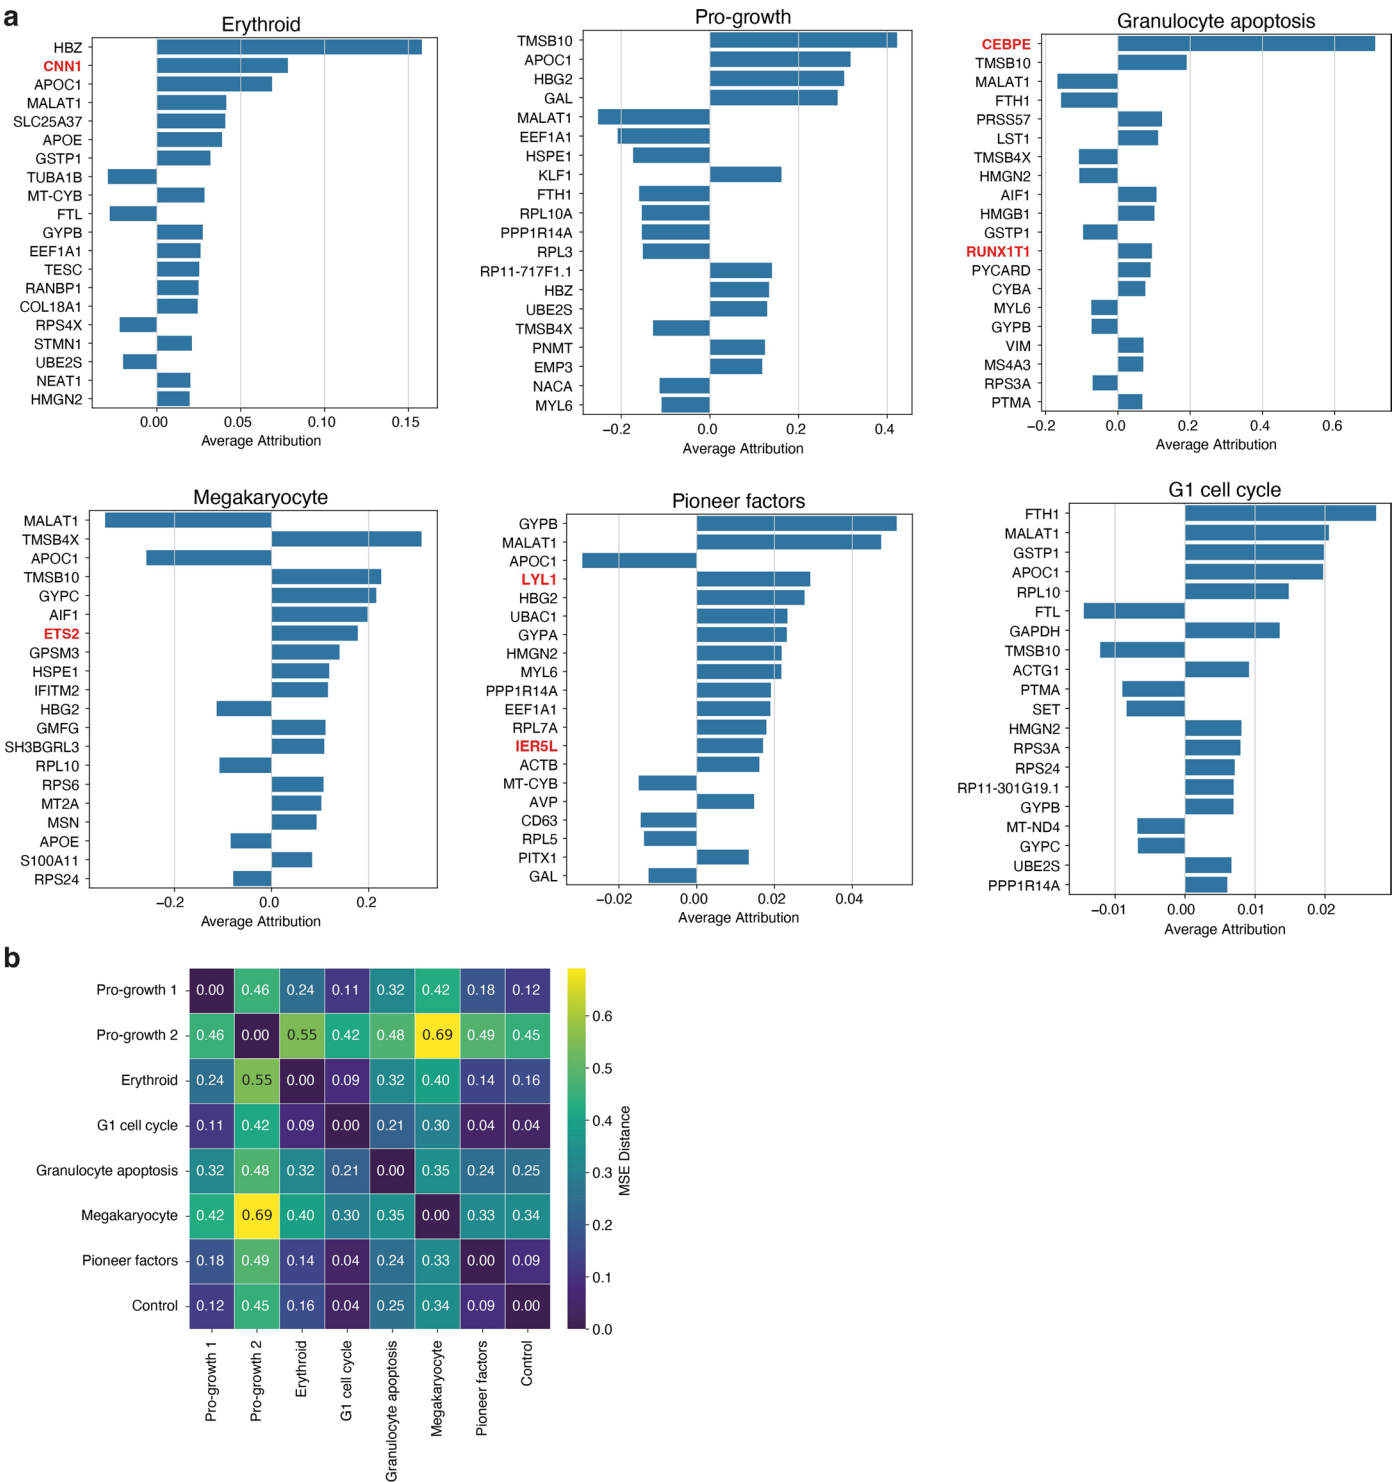 a
Erythroid
HBZ
CNN1
APOC1
MALAT1
SLC25A37
APOE
GSTP1
TUBA1B
MT-CYB
FTL
GYPB
EEF1A1
TESC
RANBP1
COL18A1
RPS4X
STMN1
UBE2S
NEAT1
HMGN2
0.00 0.05 0.10 0.15
Average Attribution
Pro-growth
TMSB10
APOC1
HBG2
GAL
MALAT1
EEF1A1
HSPE1
KLF1
FTH1
RPL10A
PPP1R14A
RPL3
RP11-717F1.1
HBZ
UBE2S
TMSB4X
PNMT
EMP3
NACA
MYL6
−0.2 0.0 0.2 0.4
Average Attribution
Granulocyte apoptosis
CEBPE
TMSB10
MALAT1
FTH1
PRSS57
LST1
TMSB4X
HMGN2
AIF1
HMGB1
GSTP1
RUNX1T1
PYCARD
CYBA
MYL6
GYPB
VIM
MS4A3
RPS3A
PTMA
−0.2 0.0 0.2 0.4 0.6
Average Attribution
Megakaryocyte
MALAT1
TMSB4X
APOC1
TMSB10
GYPC
AIF1
ETS2
GPSM3
HSPE1
IFITM2
HBG2
GMFG
SH3BGRL3
RPL10
RPS6
MT2A
MSN
APOE
S100A11
RPS24
−0.2 0.0 0.2
Average Attribution
Pioneer factors
GYPB
MALAT1
APOC1
LYL1
HBG2
UBAC1
GYPA
HMGN2
MYL6
PPP1R14A
EEF1A1
RPL7A
IER5L
ACTB
MT-CYB
AVP
CD63
RPL5
PITX1
GAL
−0.02 0.00 0.02 0.04
Average Attribution
G1 cell cycle
FTH1
MALAT1
GSTP1
APOC1
RPL10
FTL
GAPDH
TMSB10
ACTG1
PTMA
SET
HMGN2
RPS3A
RPS24
RP11-301G19.1
GYPB
MT-ND4
GYPC
UBE2S
PPP1R14A
−0.01 0.00 0.01 0.02
Average Attribution
b
Pro-growth 1 0.00 0.46 0.24 0.11 0.32 0.42 0.18 0.12
Pro-growth 2 0.46 0.00 0.55 0.42 0.48 0.69 0.49 0.45
Erythroid 0.24 0.55 0.00 0.09 0.32 0.40 0.14 0.16
G1 cell cycle 0.11 0.42 0.09 0.00 0.21 0.30 0.04 0.04
Granulocyte apoptosis 0.32 0.48 0.32 0.21 0.00 0.35 0.24 0.25
Megakaryocyte 0.42 0.69 0.40 0.30 0.35 0.00 0.33 0.34
Pioneer factors 0.18 0.49 0.14 0.04 0.24 0.33 0.00 0.09
Control 0.12 0.45 0.16 0.04 0.25 0.34 0.09 0.00
Pro-growth 1
Pro-growth 2
Erythroid
G1 cell cycle
Granulocyte apoptosis
Megakaryocyte
Pioneer factors
Control
0.6
0.5
0.4
0.3
0.2
0.1
0.0
MSE Distance